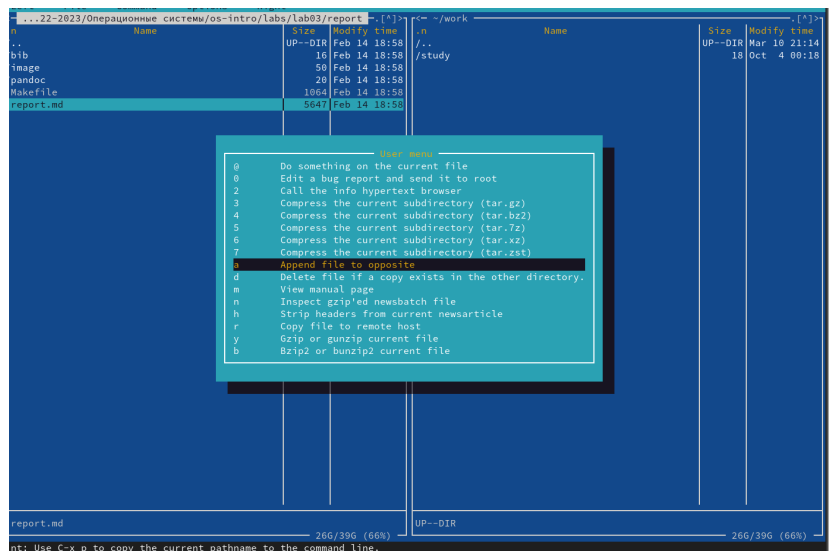 ...22-2023/Операционные системы/os-intro/labs/lab03/report .[^]>
.n Name Size Modify time
/.. UP--DIR Feb 14 18:58
/bib 16 Feb 14 18:58
/image 50 Feb 14 18:58
/pandoc 20 Feb 14 18:58
Makefile 1064 Feb 14 18:58
report.md 5647 Feb 14 18:58
<- ~/work .[^]>
.n Name Size Modify time
/.. UP--DIR Mar 10 21:14
/study 18 Oct 4 00:18
User menu
@ Do something on the current file
0 Edit a bug report and send it to root
2 Call the info hypertext browser
3 Compress the current subdirectory (tar.gz)
4 Compress the current subdirectory (tar.bz2)
5 Compress the current subdirectory (tar.7z)
6 Compress the current subdirectory (tar.xz)
7 Compress the current subdirectory (tar.zst)
a Append file to opposite
d Delete file if a copy exists in the other directory.
m View manual page
n Inspect gzip'ed newsbatch file
h Strip headers from current newsarticle
r Copy file to remote host
y Gzip or gunzip current file
b Bzip2 or bunzip2 current file
report.md
26G/39G (66%)
UP--DIR
26G/39G (66%)
nt: Use C-x p to copy the current pathname to the command line.